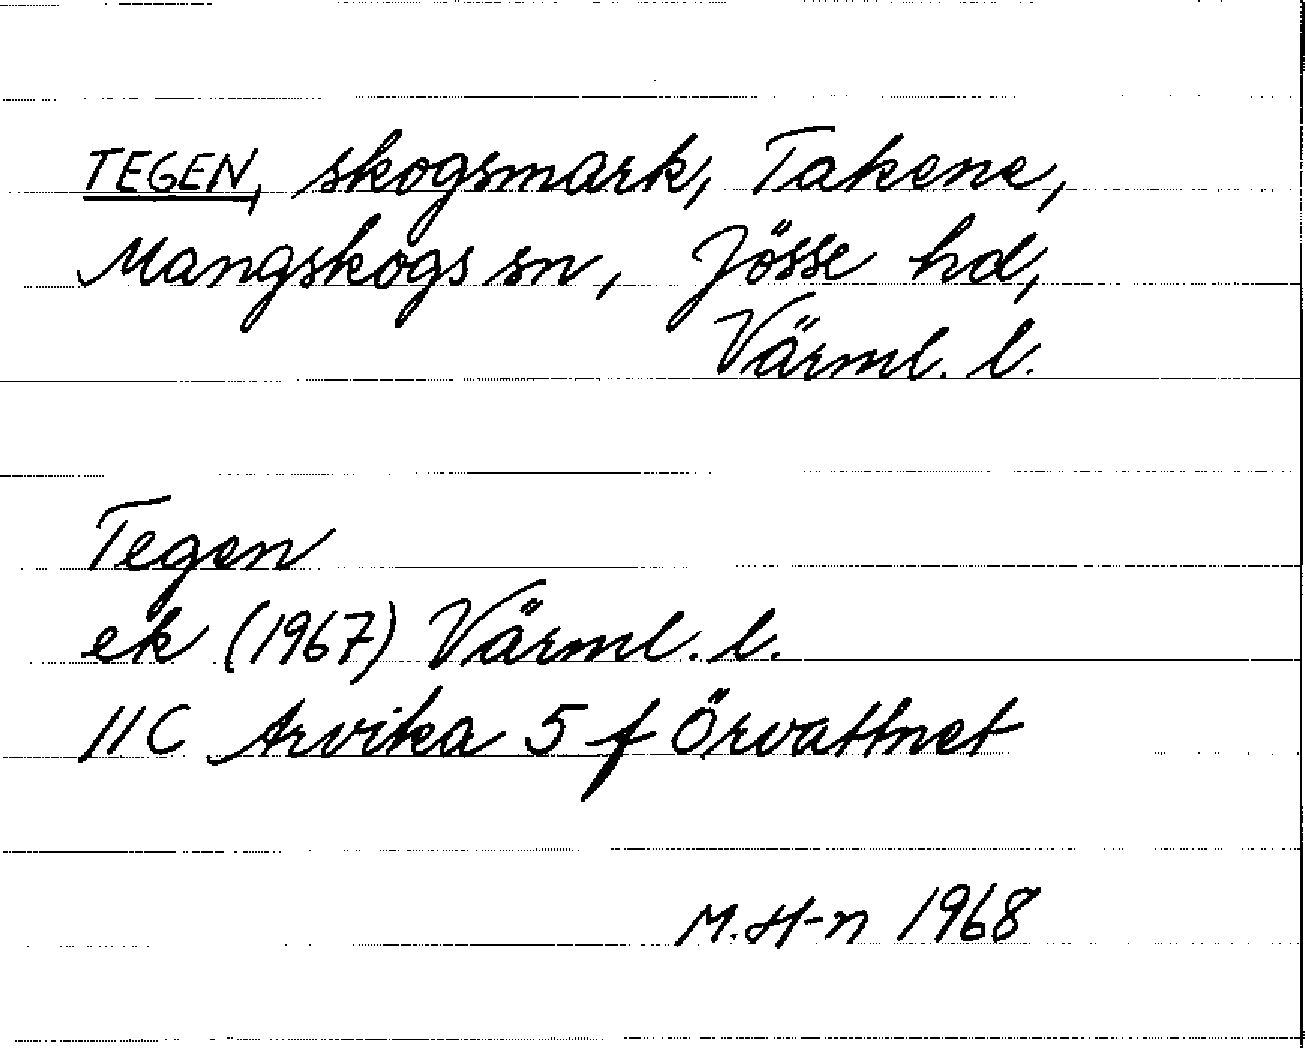 TEGEN, skogsmark, Takene,
Mangskogs sn, Jösse hd,
Värml. l.
Tegen
ek (1967) Värml. l.
11C Arvika 5 f Örvattnet
M. H-n 1968